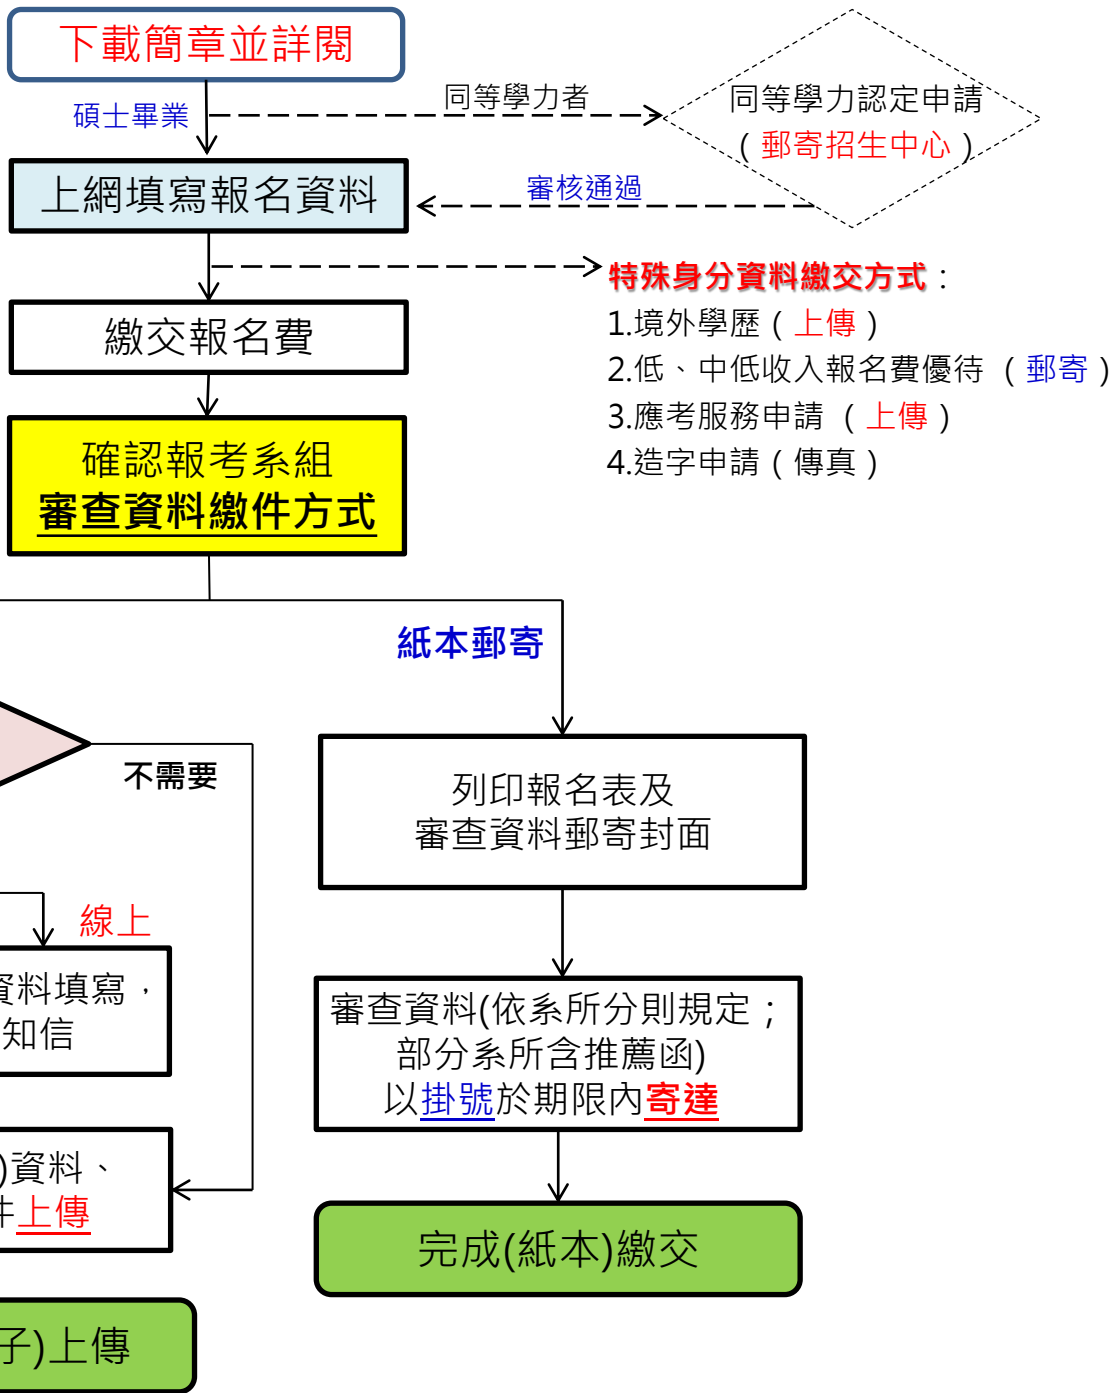 下載簡章並詳閱
碩士畢業
同等學力者
同等學力認定申請
（郵寄招生中心）
上網填寫報名資料
審核通過
特殊身分資料繳交方式：
1.境外學歷（上傳）
2.低、中低收入報名費優待 （郵寄）
3.應考服務申請 （上傳）
4.造字申請（傳真）
繳交報名費
確認報考系組
審查資料繳件方式
紙本郵寄
不需要
列印報名表及
審查資料郵寄封面
線上
資料填寫，
知信
審查資料(依系所分則規定；
部分系所含推薦函)
以掛號於期限內寄達
)資料、
件上傳
完成(紙本)繳交
子)上傳